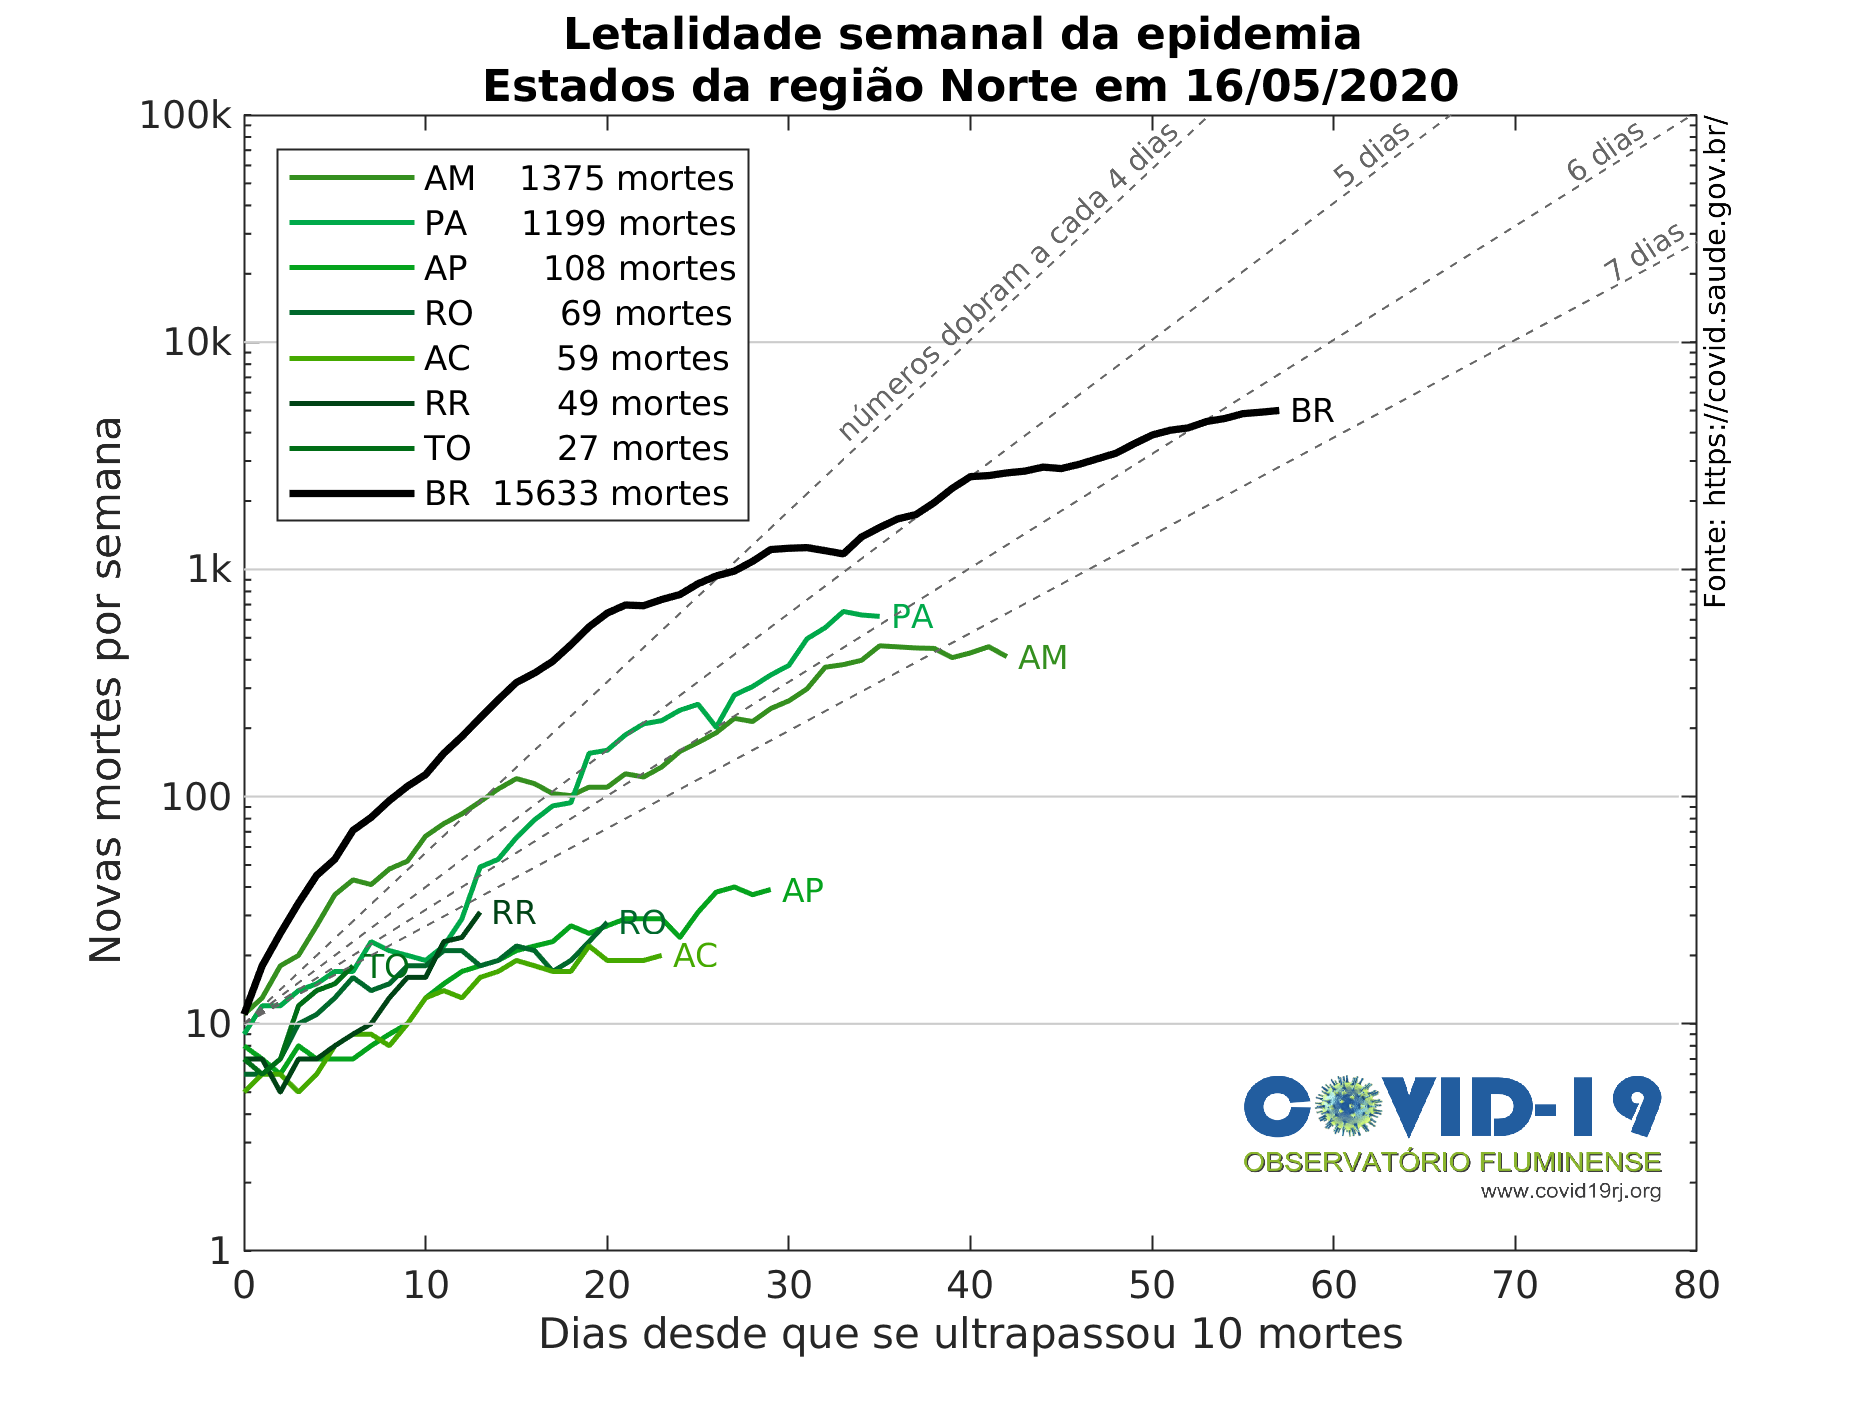 Letalidade semanal da epidemia
Estados da região Norte em 16/05/2020
100k
10k
1k
100
10
1
Novas mortes por semana
AM 1375 mortes
PA 1199 mortes
AP 108 mortes
RO 69 mortes
AC 59 mortes
RR 49 mortes
TO 27 mortes
BR 15633 mortes
números dobram a cada 4 dias
5 dias
6 dias
7 dias
BR
PA
AM
AP
RR
RO
AC
TO
Fonte: https://covid.saude.gov.br/
COVID-19
OBSERVATÓRIO FLUMINENSE
www.covid19rj.org
0 10 20 30 40 50 60 70 80
Dias desde que se ultrapassou 10 mortes